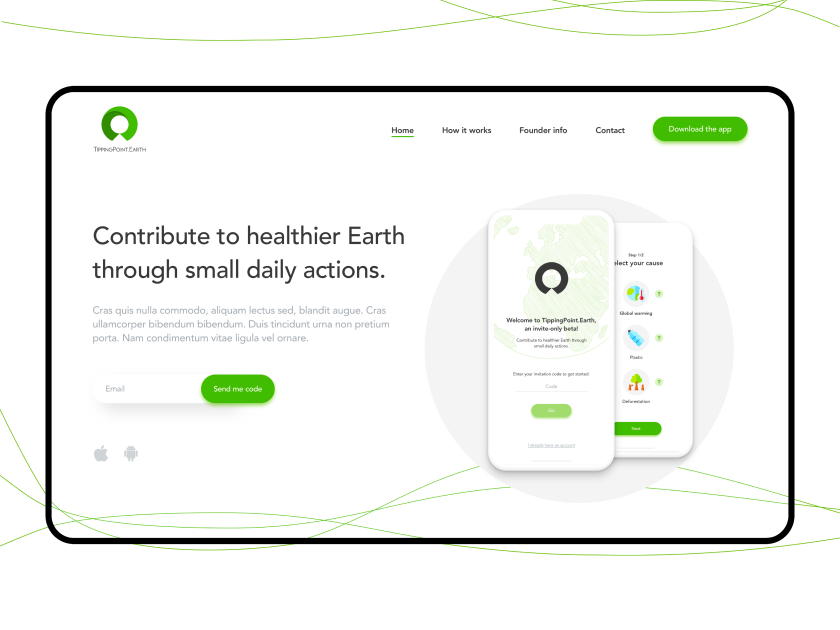 TIPPINGPOINT.EARTH
Home
How it works
Founder info
Contact
Download the app
Contribute to healthier Earth
through small daily actions.
Cras quis nulla commodo, aliquam lectus sed, blandit augue. Cras
ullamcorper bibendum bibendum. Duis tincidunt urna non pretium
porta. Nam condimentum vitae ligula vel ornare.
Email
Send me code
Welcome to TippingPoint.Earth,
an invite-only beta!
Contribute to healthier Earth through
small daily actions.
Enter your invitation code to get started:
Code
Go
I already have an account
Step 1/2
elect your cause
?
Global warming
?
Plastic
?
Deforestation
Next